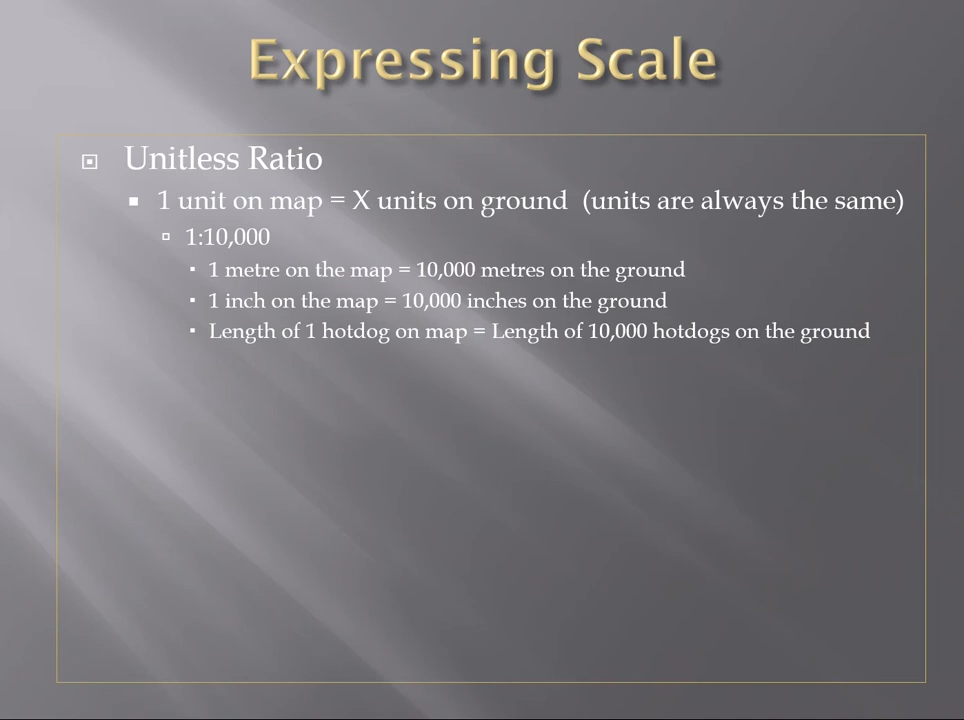 Expressing Scale
Unitless Ratio
1 unit on map = X units on ground (units are always the same)
1:10,000
1 metre on the map = 10,000 metres on the ground
1 inch on the map = 10,000 inches on the ground
Length of 1 hotdog on map = Length of 10,000 hotdogs on the ground